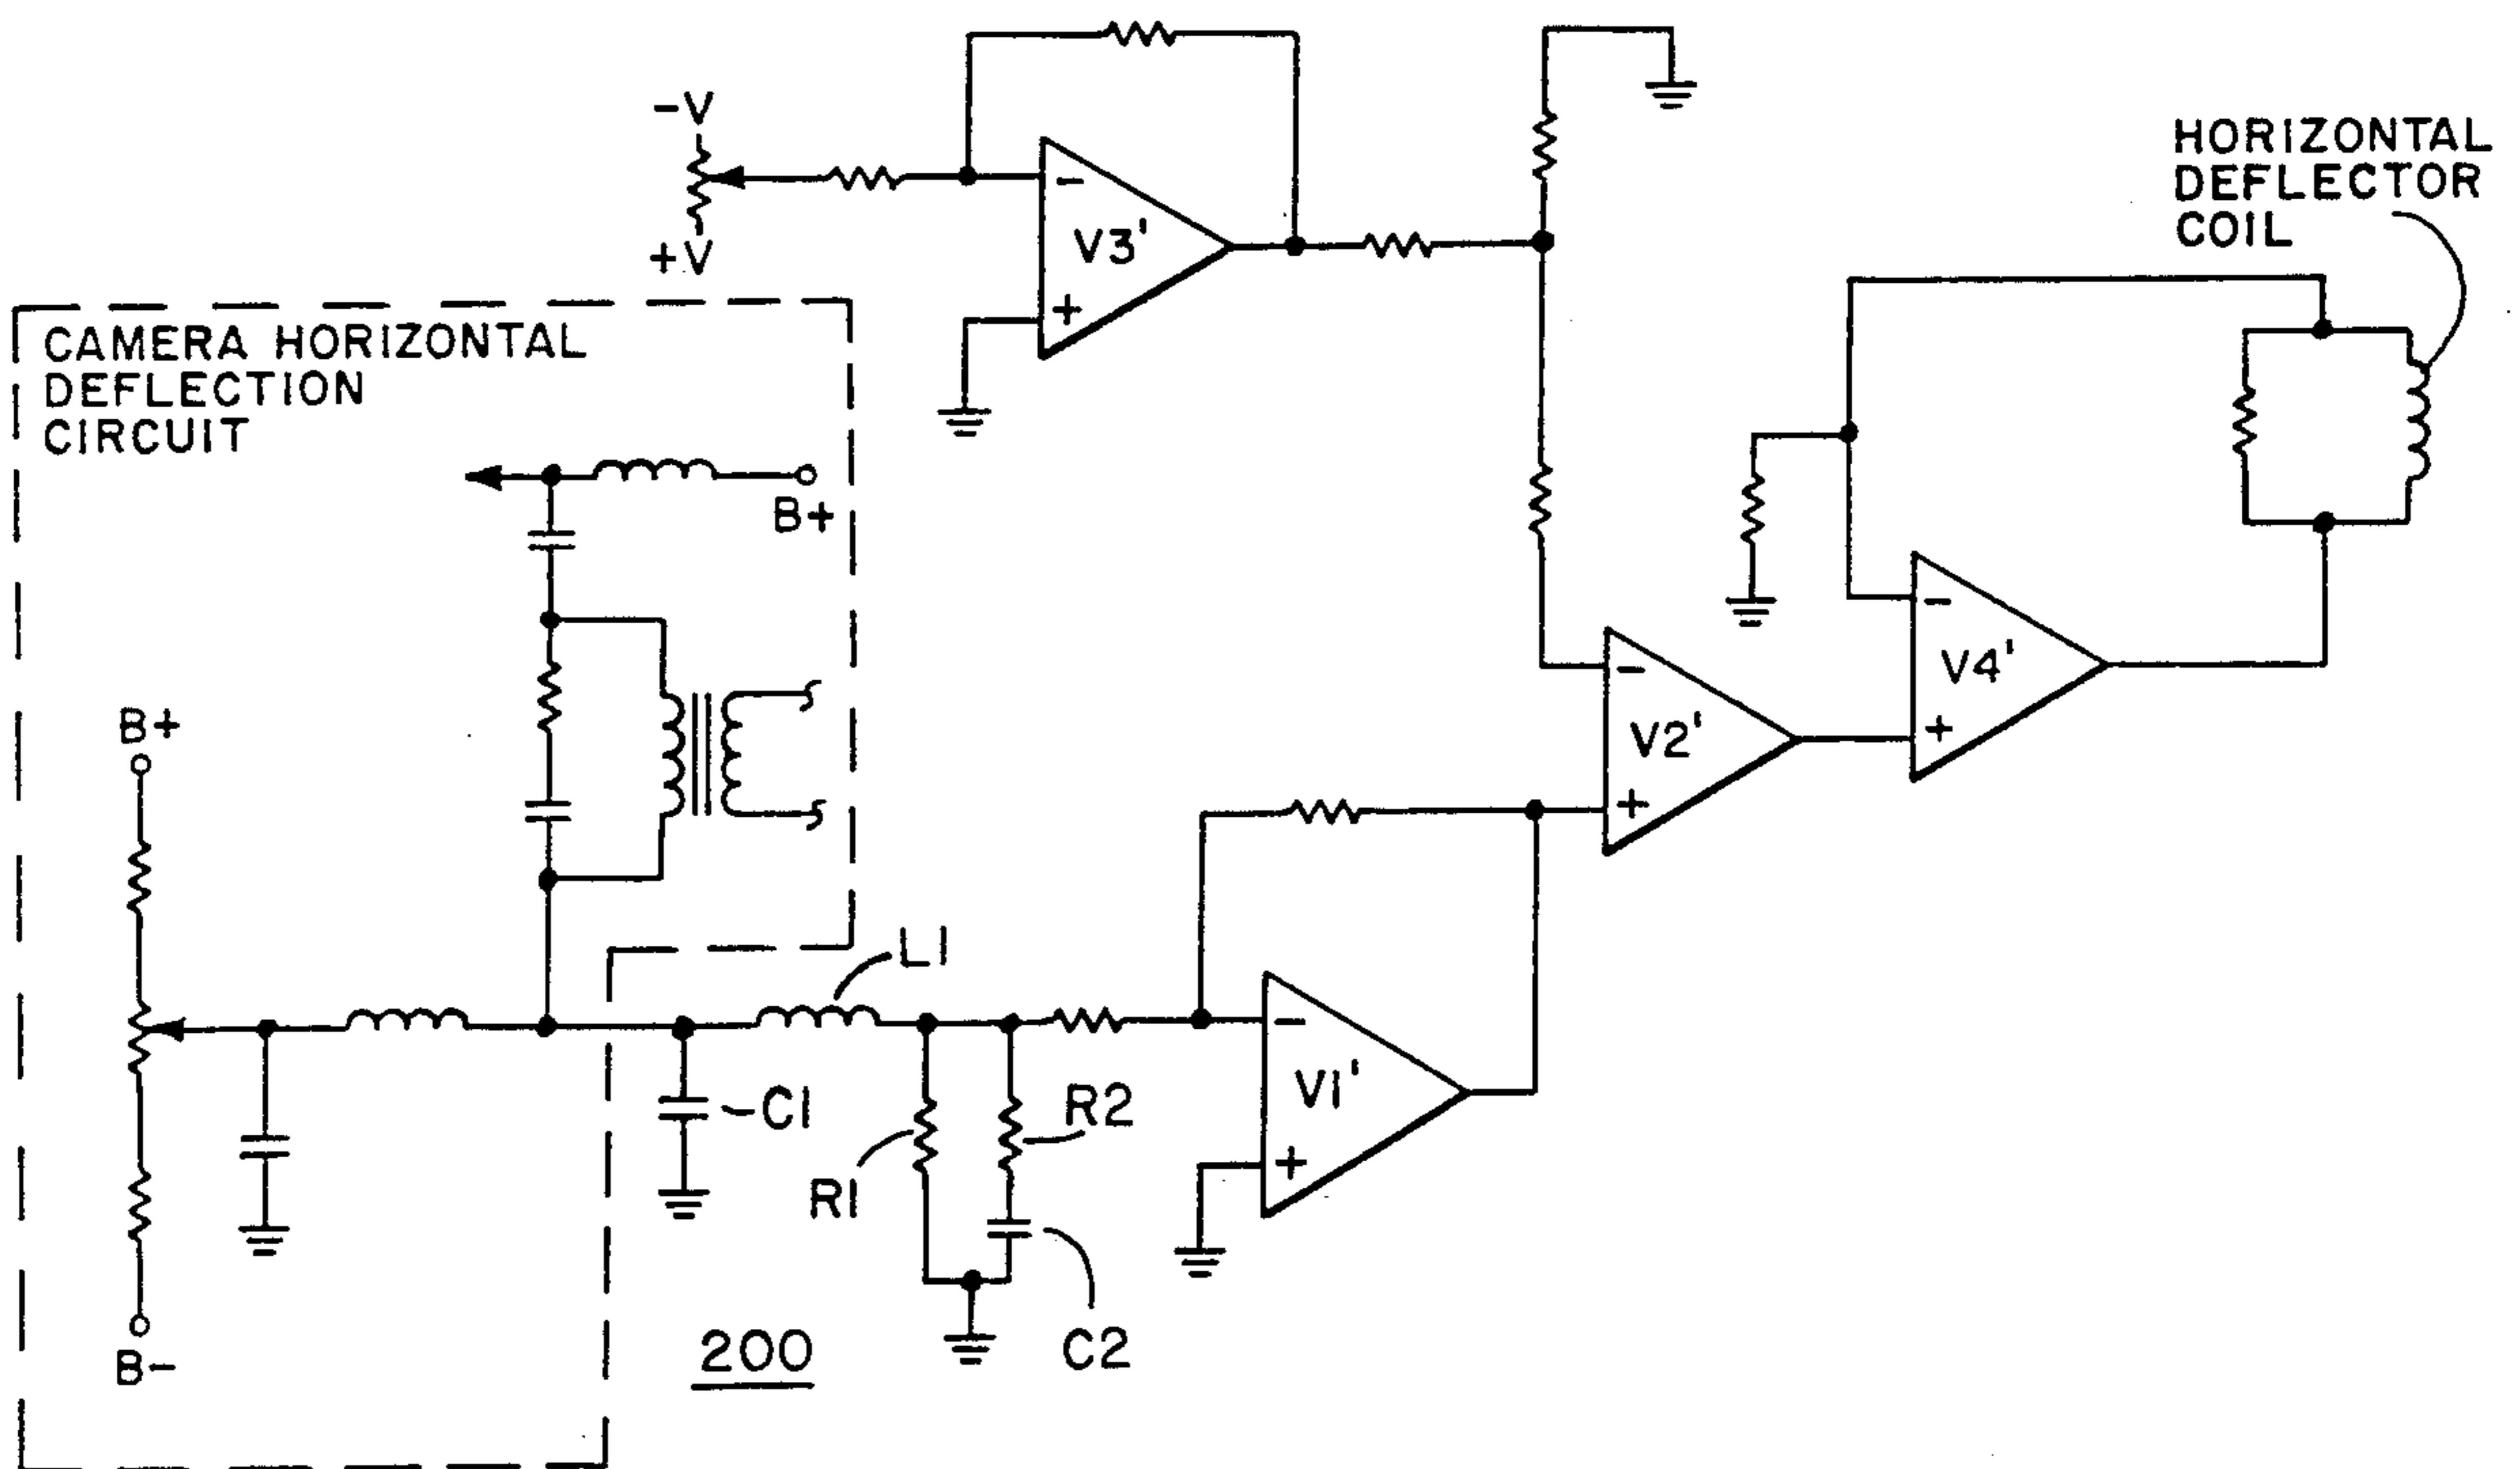 -V
+V
V3'
HORIZONTAL
DEFLECTOR
COIL
CAMERA HORIZONTAL
DEFLECTION
CIRCUIT
B+
B+
B-
-
+
V4'
-
+
V2'
-
+
L1
C1
R1
R2
C2
-
+
V1'
-
+
200